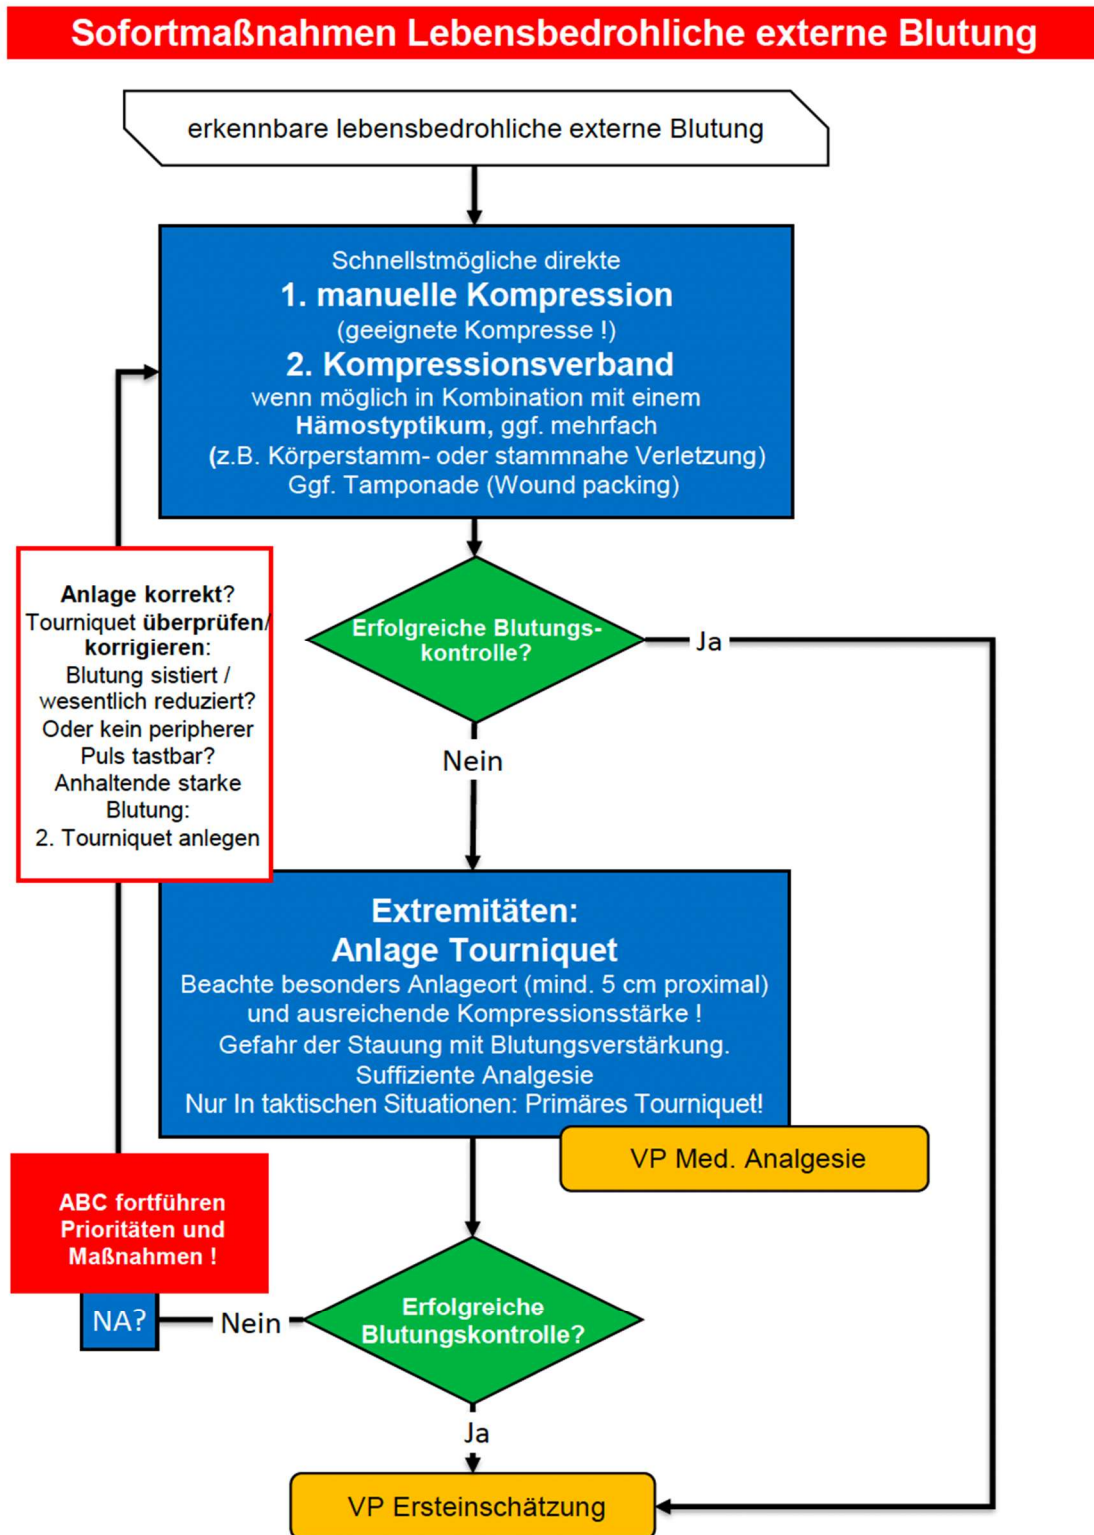 Sofortmaßnahmen Lebensbedrohliche externe Blutung
erkennbare lebensbedrohliche externe Blutung
Schnellstmögliche direkte
1. manuelle Kompression
(geeignete Kompresse !)
2. Kompressionsverband
wenn möglich in Kombination mit einem
Hämostyptikum, ggf. mehrfach
(z.B. Körperstamm- oder stammnahe Verletzung)
Ggf. Tamponade (Wound packing)
Erfolgreiche Blutungs-
kontrolle?
Ja
Nein
Anlage korrekt?
Tourniquet überprüfen/
korrigieren:
Blutung sistiert /
wesentlich reduziert?
Oder kein peripherer
Puls tastbar?
Anhaltende starke
Blutung:
2. Tourniquet anlegen
Extremitäten:
Anlage Tourniquet
Beachte besonders Anlageort (mind. 5 cm proximal)
und ausreichende Kompressionsstärke !
Gefahr der Stauung mit Blutungsverstärkung.
Suffiziente Analgesie
Nur In taktischen Situationen: Primäres Tourniquet!
VP Med. Analgesie
ABC fortführen
Prioritäten und
Maßnahmen !
NA?
Nein
Erfolgreiche
Blutungskontrolle?
Ja
VP Ersteinschätzung